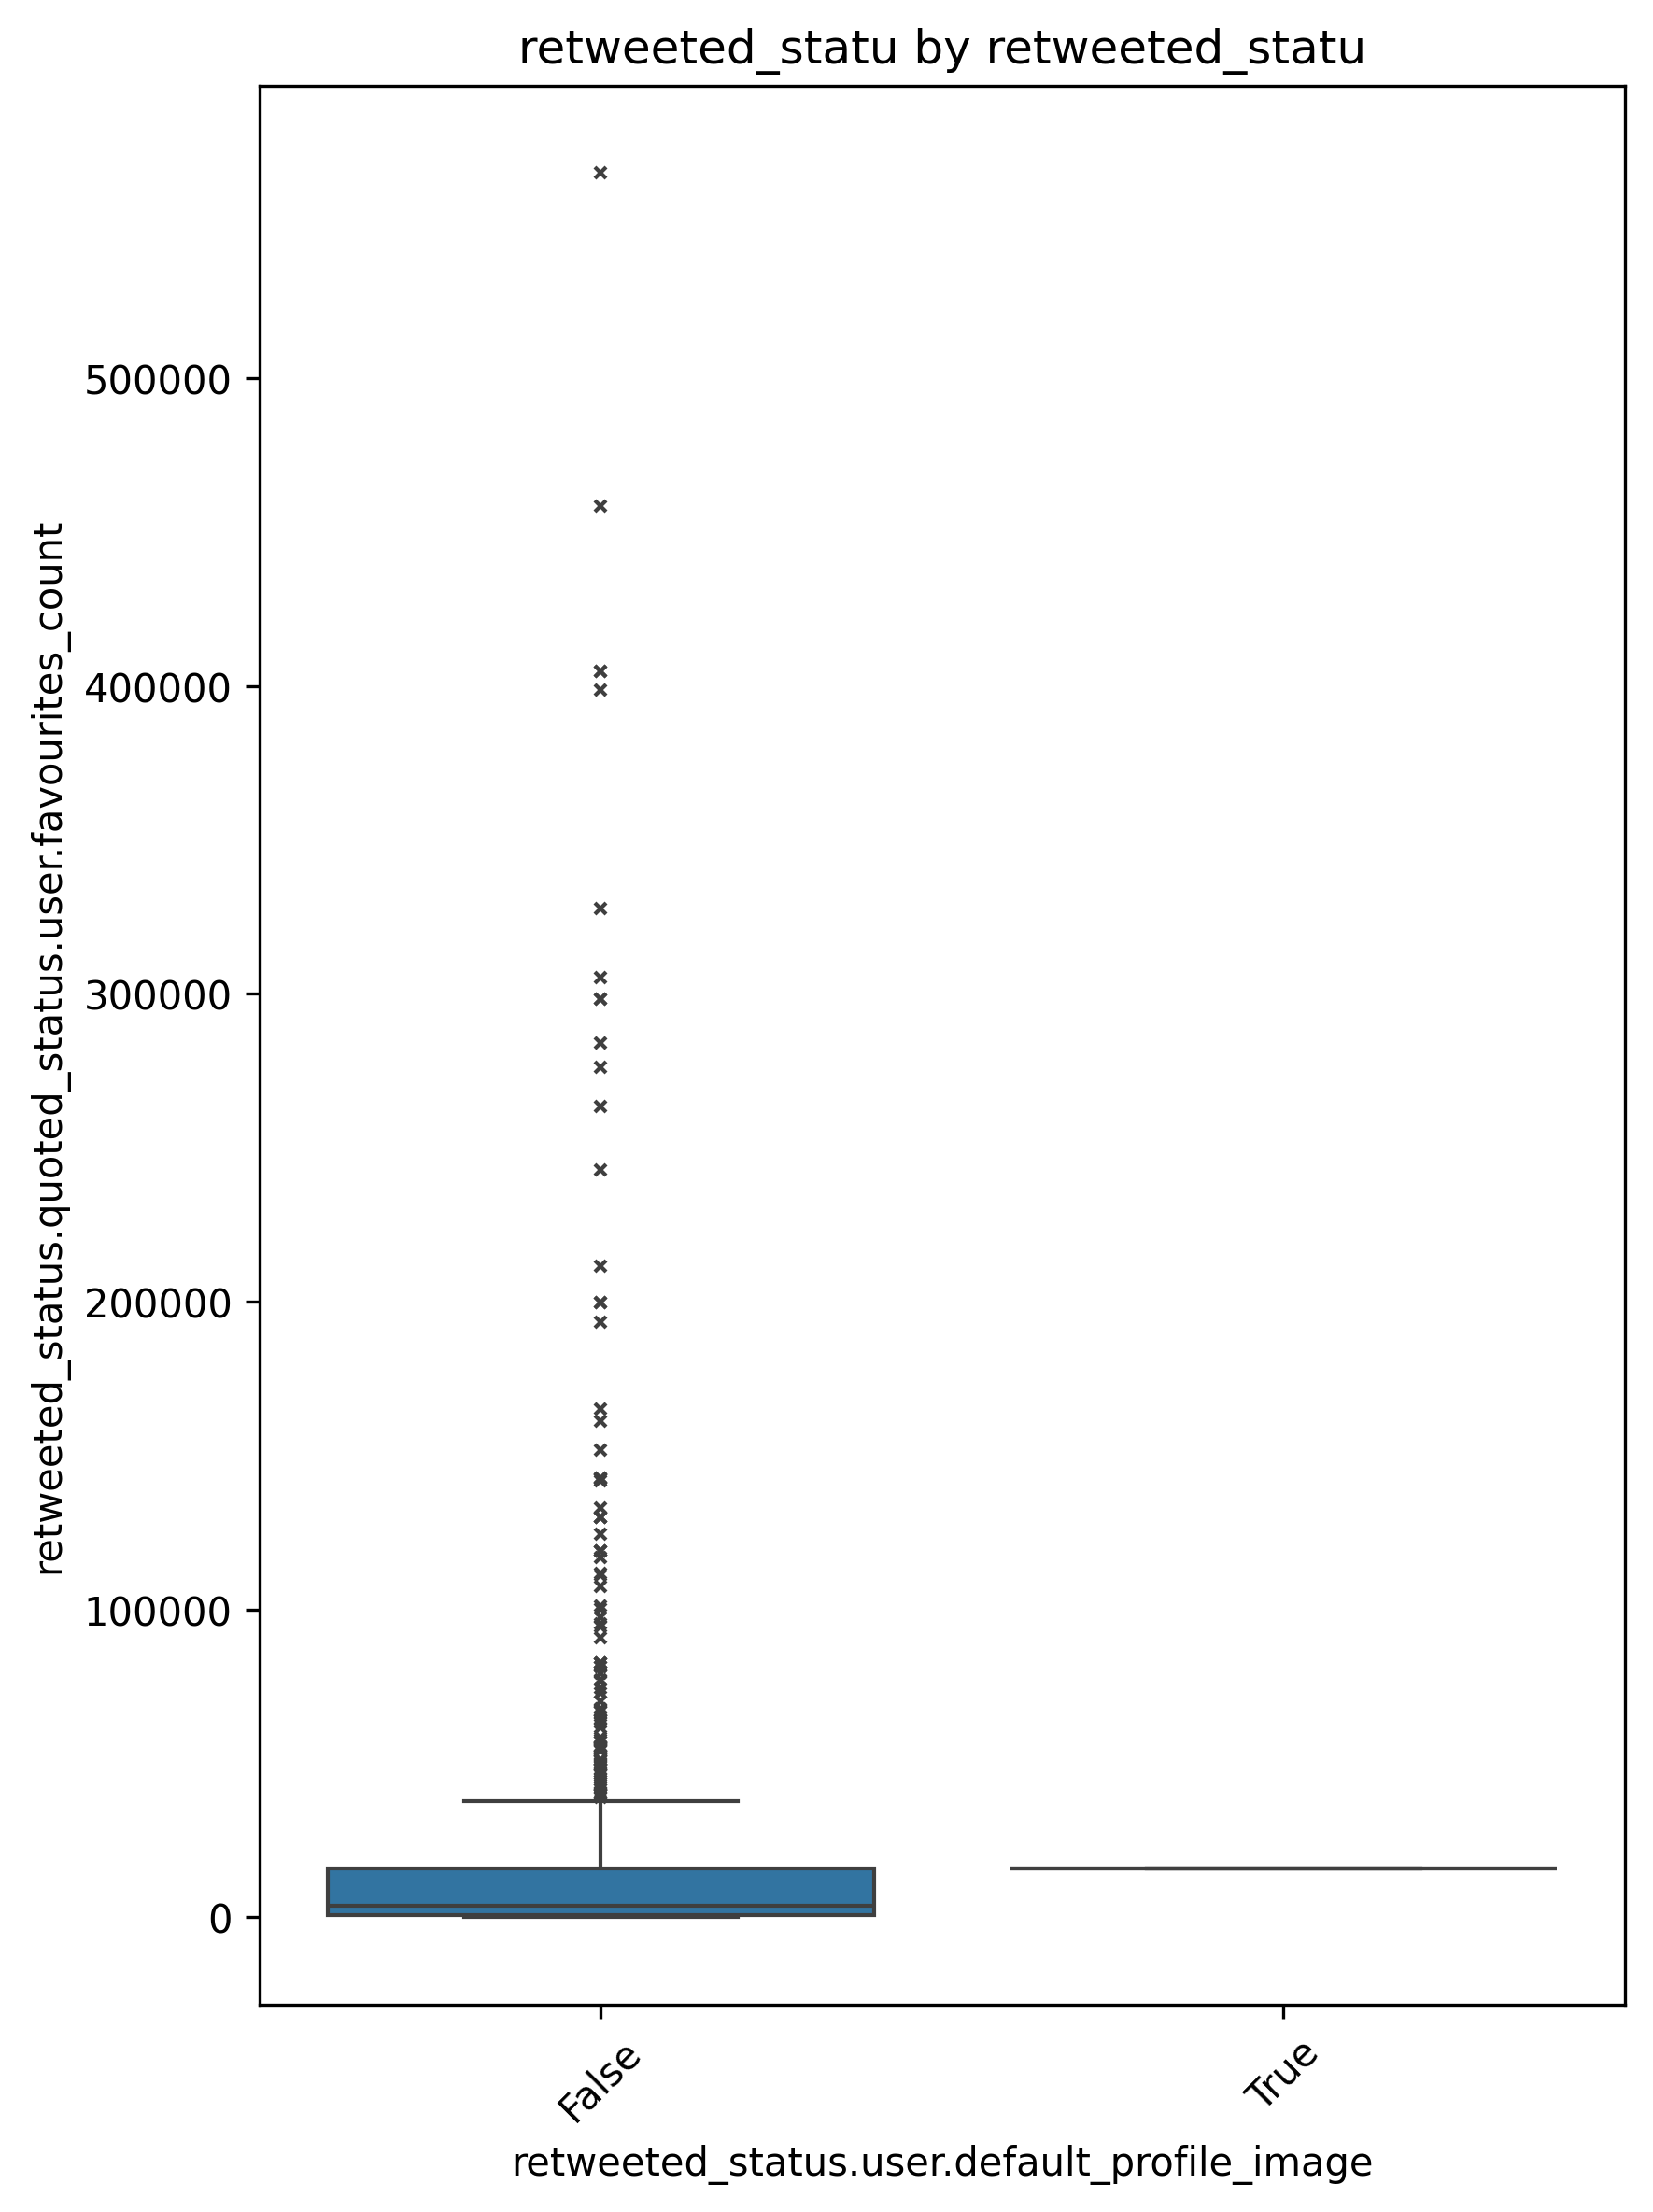 retweeted_statu by retweeted_statu
retweeted_status.quoted_status.user.favourites_count
500000
400000
300000
200000
100000
0
False
True
retweeted_status.user.default_profile_image